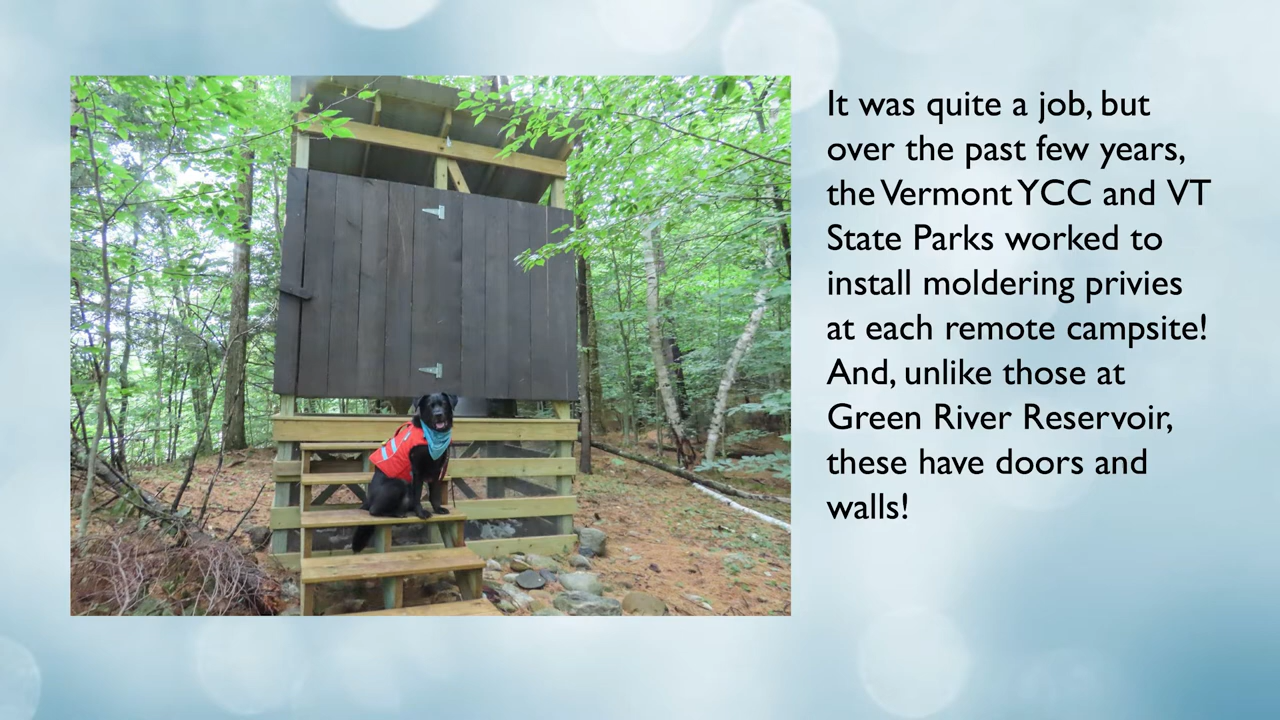 It was quite a job, but
over the past few years,
the Vermont YCC and VT
State Parks worked to
install moldering privies
at each remote campsite!
And, unlike those at
Green River Reservoir,
these have doors and
walls!